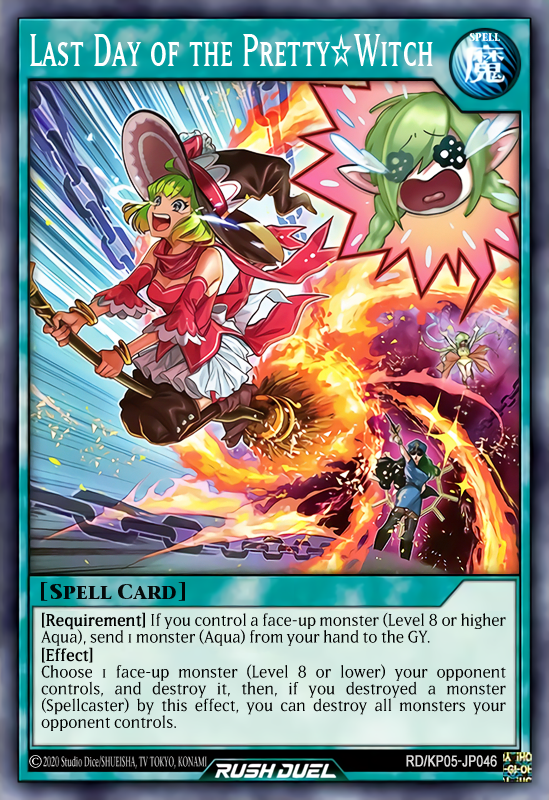 Last Day of the Pretty☆Witch
SPELL
魔
[Spell Card]
[Requirement] If you control a face-up monster (Level 8 or higher
Aqua), send 1 monster (Aqua) from your hand to the GY.
[Effect]
Choose 1 face-up monster (Level 8 or lower) your opponent
controls, and destroy it, then, if you destroyed a monster
(Spellcaster) by this effect, you can destroy all monsters your
opponent controls.
©2020 Studio Dice/SHUEISHA, TV TOKYO, KONAMI
RUSH DUEL
RD/KP05-JP046